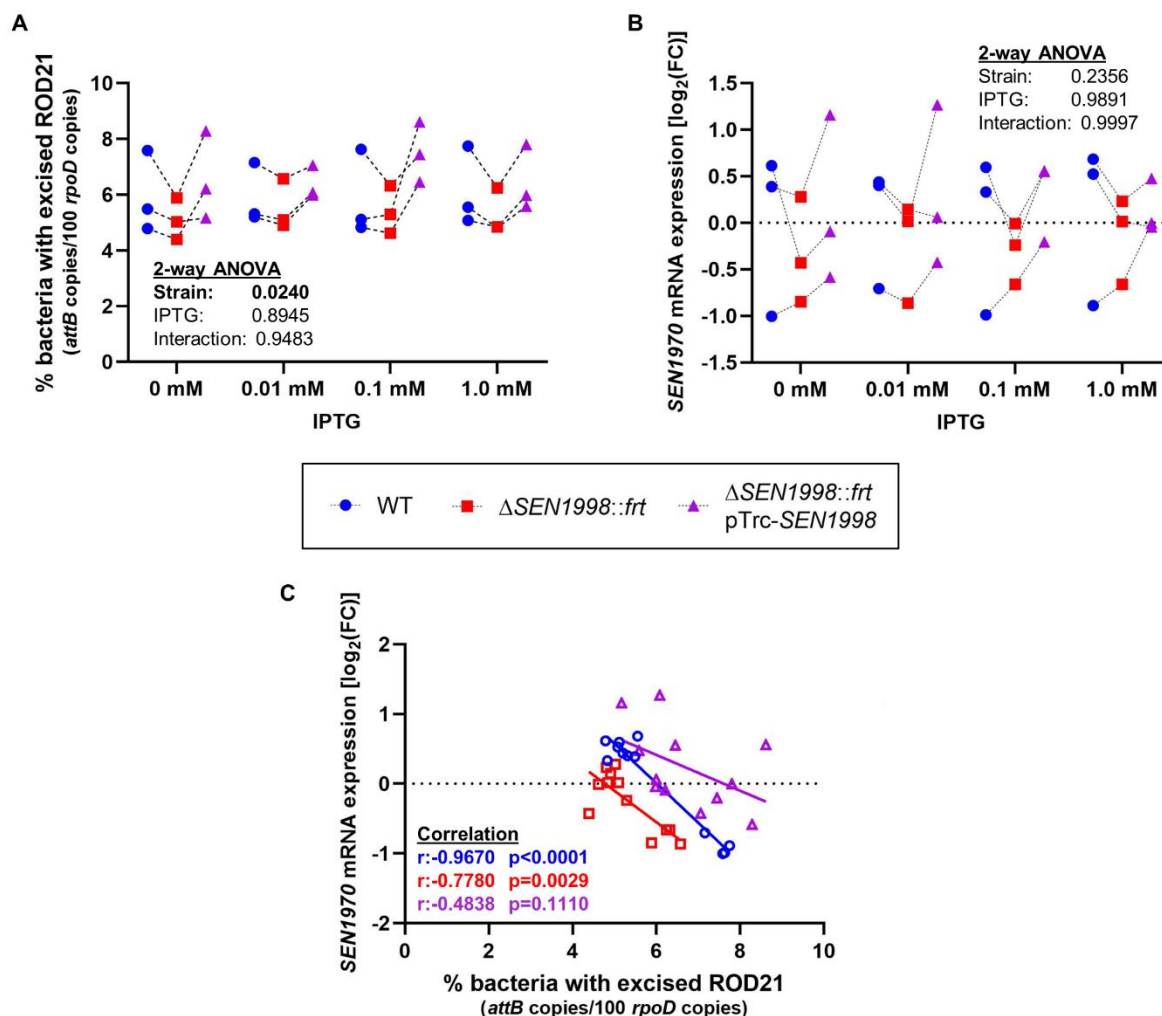 A
% bacteria with excised ROD21
(attB copies/100 rpoD copies)
10
8
6
4
2
0
2-way ANOVA
Strain: 0.0240
IPTG: 0.8945
Interaction: 0.9483
0 mM 0.01 mM 0.1 mM 1.0 mM
IPTG
B
SEN1970 mRNA expression [log2(FC)]
1.5
1.0
0.5
0.0
-0.5
-1.0
-1.5
2-way ANOVA
Strain: 0.2356
IPTG: 0.9891
Interaction: 0.9997
0 mM 0.01 mM 0.1 mM 1.0 mM
IPTG
WT
ΔSEN1998::frt
ΔSEN1998::frt
pTrc-SEN1998
C
SEN1970 mRNA expression [log2(FC)]
2
1
0
-1
-2
Correlation
r:-0.9670 p<0.0001
r:-0.7780 p=0.0029
r:-0.4838 p=0.1110
0 2 4 6 8 10
% bacteria with excised ROD21
(attB copies/100 rpoD copies)